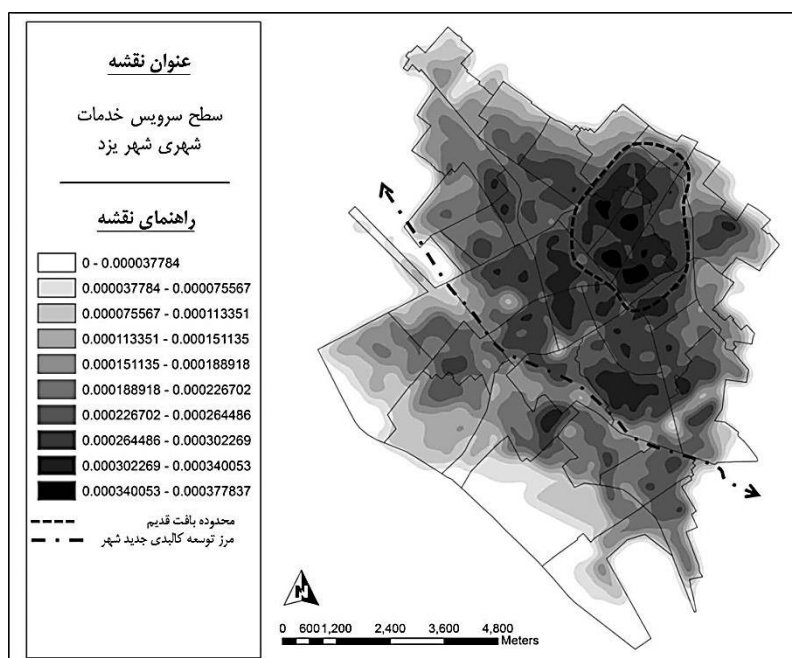 عنوان نقشه
سطح سرویس خدمات
شهری شهر یزد
راهنمای نقشه
0 - 0.000037784
0.000037784 - 0.000075567
0.000075567 - 0.000113351
0.000113351 - 0.000151135
0.000151135 - 0.000188918
0.000188918 - 0.000226702
0.000226702 - 0.000264486
0.000264486 - 0.000302269
0.000302269 - 0.000340053
0.000340053 - 0.000377837
محدوده بافت قدیم
مرز توسعه کالبدی جدید شهر
N
0 600 1,200 2,400 3,600 4,800
Meters